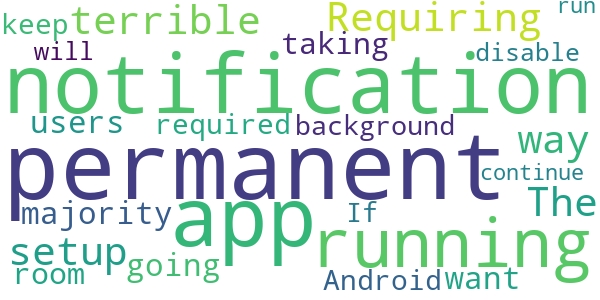 keep terrible Requiring run
will taking disable
notification
users required background way
permanent continue
majority app If The
setup running
room going Android want